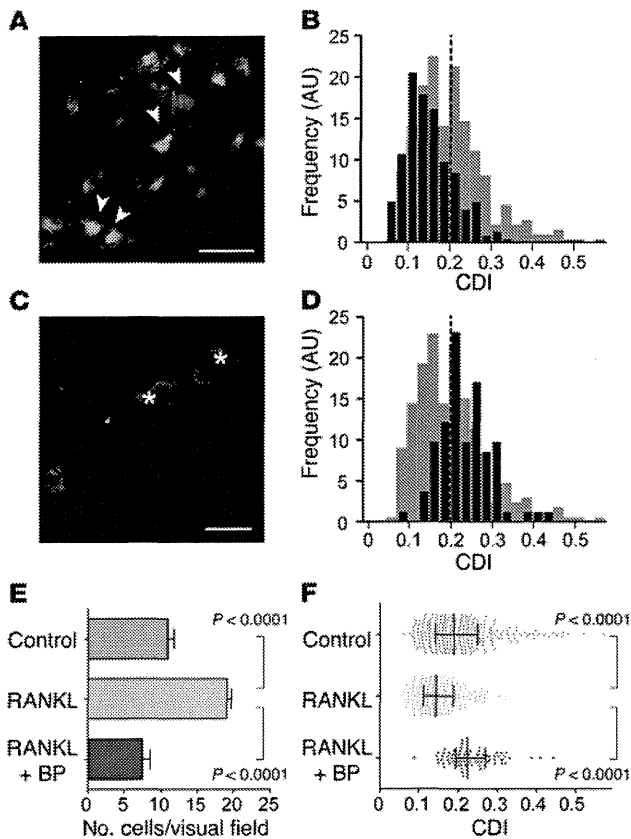 A
B
Frequency (AU)
25
20
15
10
5
0
0 0.1 0.2 0.3 0.4 0.5
CDI
C
* *
D
Frequency (AU)
25
20
15
10
5
0
0 0.1 0.2 0.3 0.4 0.5
CDI
E
Control
RANKL
RANKL
+ BP
P < 0.0001
P < 0.0001
0 5 10 15 20 25
No. cells/visual field
F
Control
RANKL
RANKL
+ BP
P < 0.0001
P < 0.0001
0 0.1 0.2 0.3 0.4 0.5
CDI